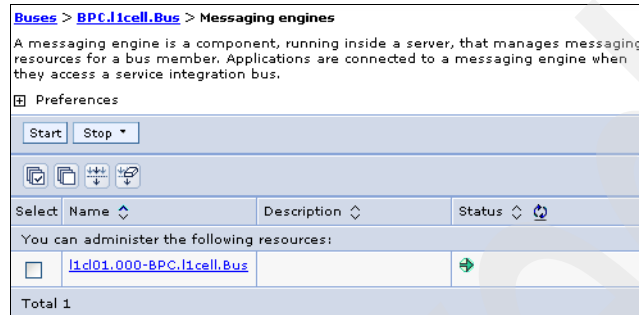 Buses > BPC.l1cell.Bus > Messaging engines
A messaging engine is a component, running inside a server, that manages messaging
resources for a bus member. Applications are connected to a messaging engine when
they access a service integration bus.
Preferences
Start Stop
Select Name Description Status
You can administer the following resources:
l1cl01.000-BPC.l1cell.Bus
Total 1